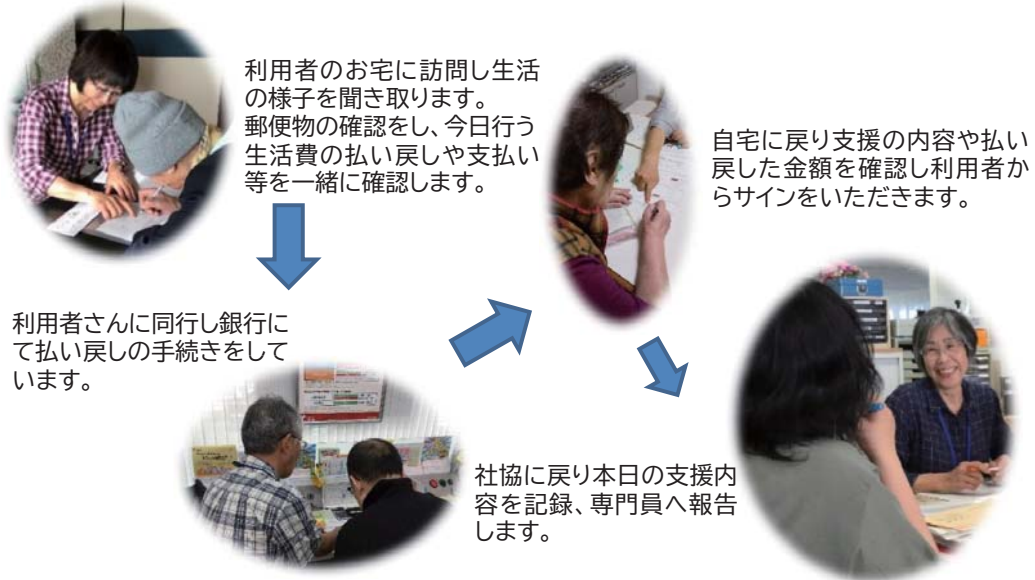 利用者のお宅に訪問し生活
の様子を聞き取ります。
郵便物の確認をし、今日行う
生活費の払い戻しや支払い
等を一緒に確認します。
利用者さんに同行し銀行に
て払い戻しの手続きをして
います。
自宅に戻り支援の内容や払い
戻した金額を確認し利用者か
らサインをいただきます。
社協に戻り本日の支援内
容を記録、専門員へ報告
します。